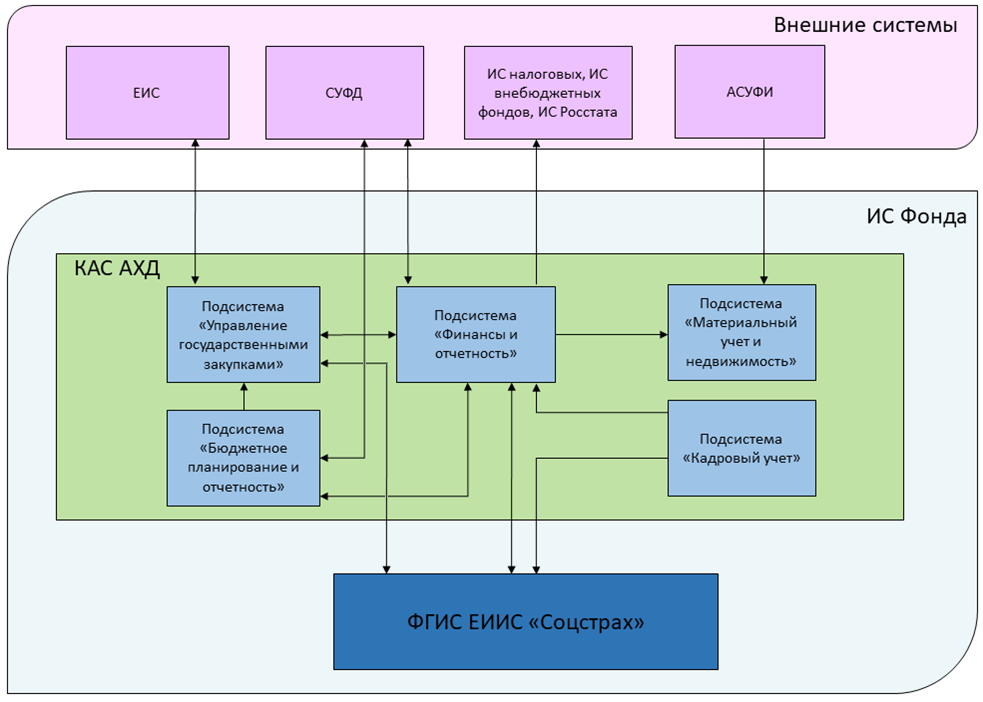 Внешние системы
ЕИС
СУФД
ИС налоговых, ИС
внебюджетных
фондов, ИС Росстата
АСУФИ
ИС Фонда
КАС АХД
Подсистема
«Управление
государственными
закупками»
Подсистема
«Финансы и
отчетность»
Подсистема
«Материальный
учет и
недвижимость»
Подсистема
«Бюджетное
планирование и
отчетность»
Подсистема
«Кадровый учет»
ФГИС ЕИИС «Соцстрах»